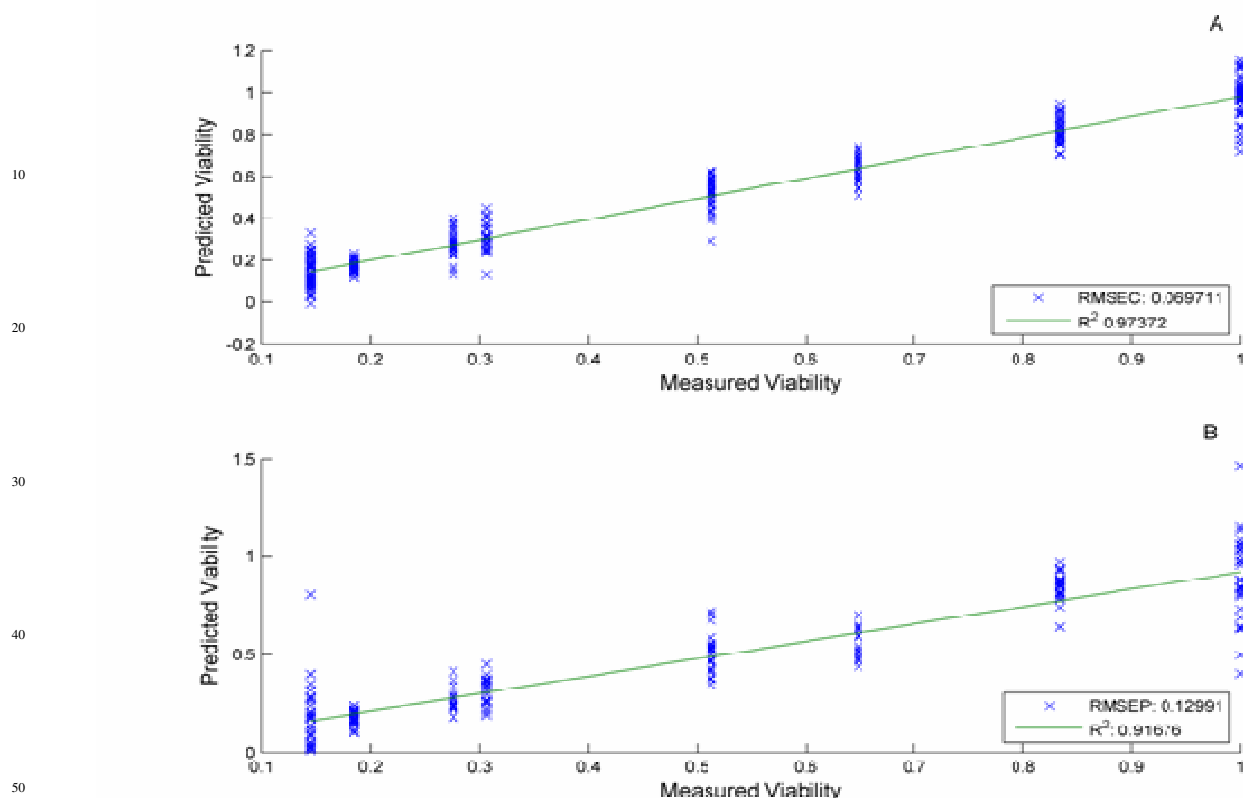 A
1.2
1
0.8
0.6
0.4
0.2
0
-0.2
Predicted Viability
10
20
RMSEC: 0.069711
R² 0.97372
0.1 0.2 0.3 0.4 0.5 0.6 0.7 0.8 0.9 1
Measured Viability
B
30
1.5
1
0.5
0
Predicted Viability
40
RMSEP: 0.12991
R²: 0.91676
0.1 0.2 0.3 0.4 0.5 0.6 0.7 0.8 0.9 1
50
Measured Viability